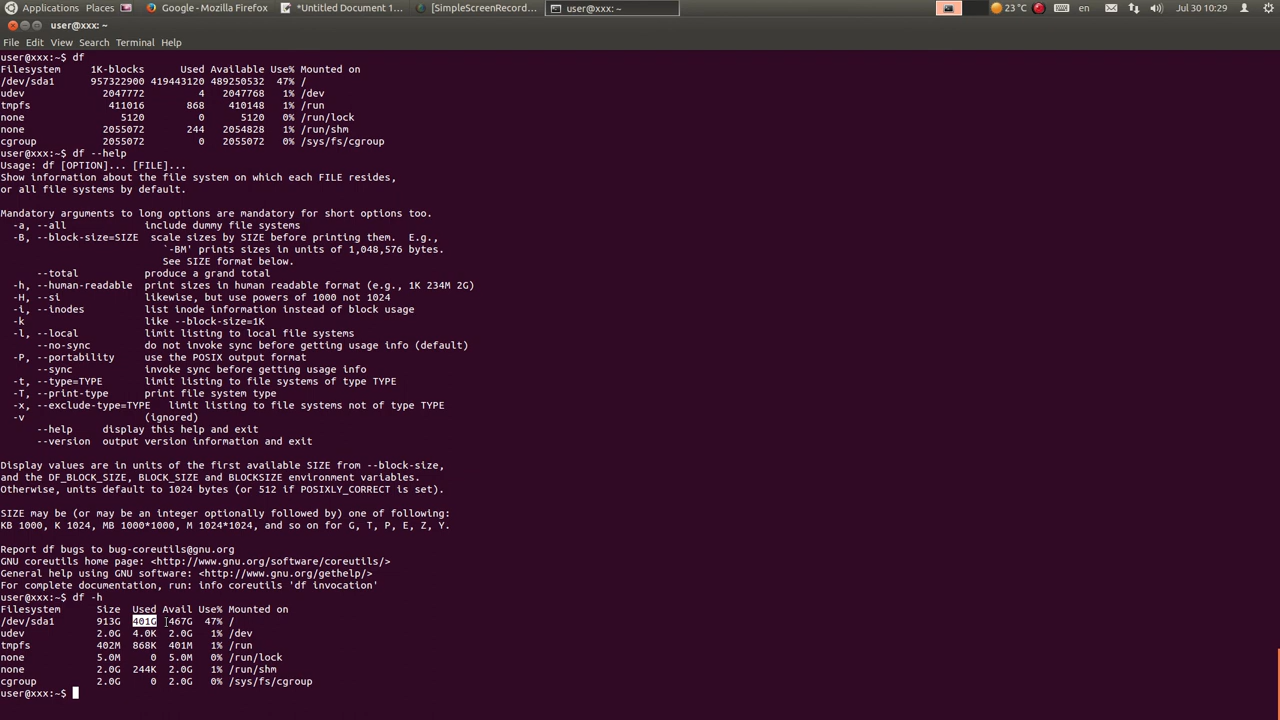 Applications Places Google - Mozilla Firefox *Untitled Document 1... [SimpleScreenRecord... user@xxx: ~ 23 °C en Jul 30 10:29
user@xxx: ~
File Edit View Search Terminal Help
user@xxx:~$ df
Filesystem 1K-blocks Used Available Use% Mounted on
/dev/sda1 957322900 419443120 489250532 47% /
udev 2047772 4 2047768 1% /dev
tmpfs 411016 868 410148 1% /run
none 5120 0 5120 0% /run/lock
none 2055072 244 2054828 1% /run/shm
cgroup 2055072 0 2055072 0% /sys/fs/cgroup
user@xxx:~$ df --help
Usage: df [OPTION]... [FILE]...
Show information about the file system on which each FILE resides,
or all file systems by default.
Mandatory arguments to long options are mandatory for short options too.
-a, --all include dummy file systems
-B, --block-size=SIZE scale sizes by SIZE before printing them. E.g.,
`-BM' prints sizes in units of 1,048,576 bytes.
See SIZE format below.
--total produce a grand total
-h, --human-readable print sizes in human readable format (e.g., 1K 234M 2G)
-H, --si likewise, but use powers of 1000 not 1024
-i, --inodes list inode information instead of block usage
-k like --block-size=1K
-l, --local limit listing to local file systems
--no-sync do not invoke sync before getting usage info (default)
-P, --portability use the POSIX output format
--sync invoke sync before getting usage info
-t, --type=TYPE limit listing to file systems of type TYPE
-T, --print-type print file system type
-x, --exclude-type=TYPE limit listing to file systems not of type TYPE
-v (ignored)
--help display this help and exit
--version output version information and exit
Display values are in units of the first available SIZE from --block-size,
and the DF_BLOCK_SIZE, BLOCK_SIZE and BLOCKSIZE environment variables.
Otherwise, units default to 1024 bytes (or 512 if POSIXLY_CORRECT is set).
SIZE may be (or may be an integer optionally followed by) one of following:
KB 1000, K 1024, MB 1000*1000, M 1024*1024, and so on for G, T, P, E, Z, Y.
Report df bugs to bug-coreutils@gnu.org
GNU coreutils home page: <http://www.gnu.org/software/coreutils/>
General help using GNU software: <http://www.gnu.org/gethelp/>
For complete documentation, run: info coreutils 'df invocation'
user@xxx:~$ df -h
Filesystem Size Used Avail Use% Mounted on
/dev/sda1 913G 401G 467G 47% /
udev 2.0G 4.0K 2.0G 1% /dev
tmpfs 402M 868K 401M 1% /run
none 5.0M 0 5.0M 0% /run/lock
none 2.0G 244K 2.0G 1% /run/shm
cgroup 2.0G 0 2.0G 0% /sys/fs/cgroup
user@xxx:~$